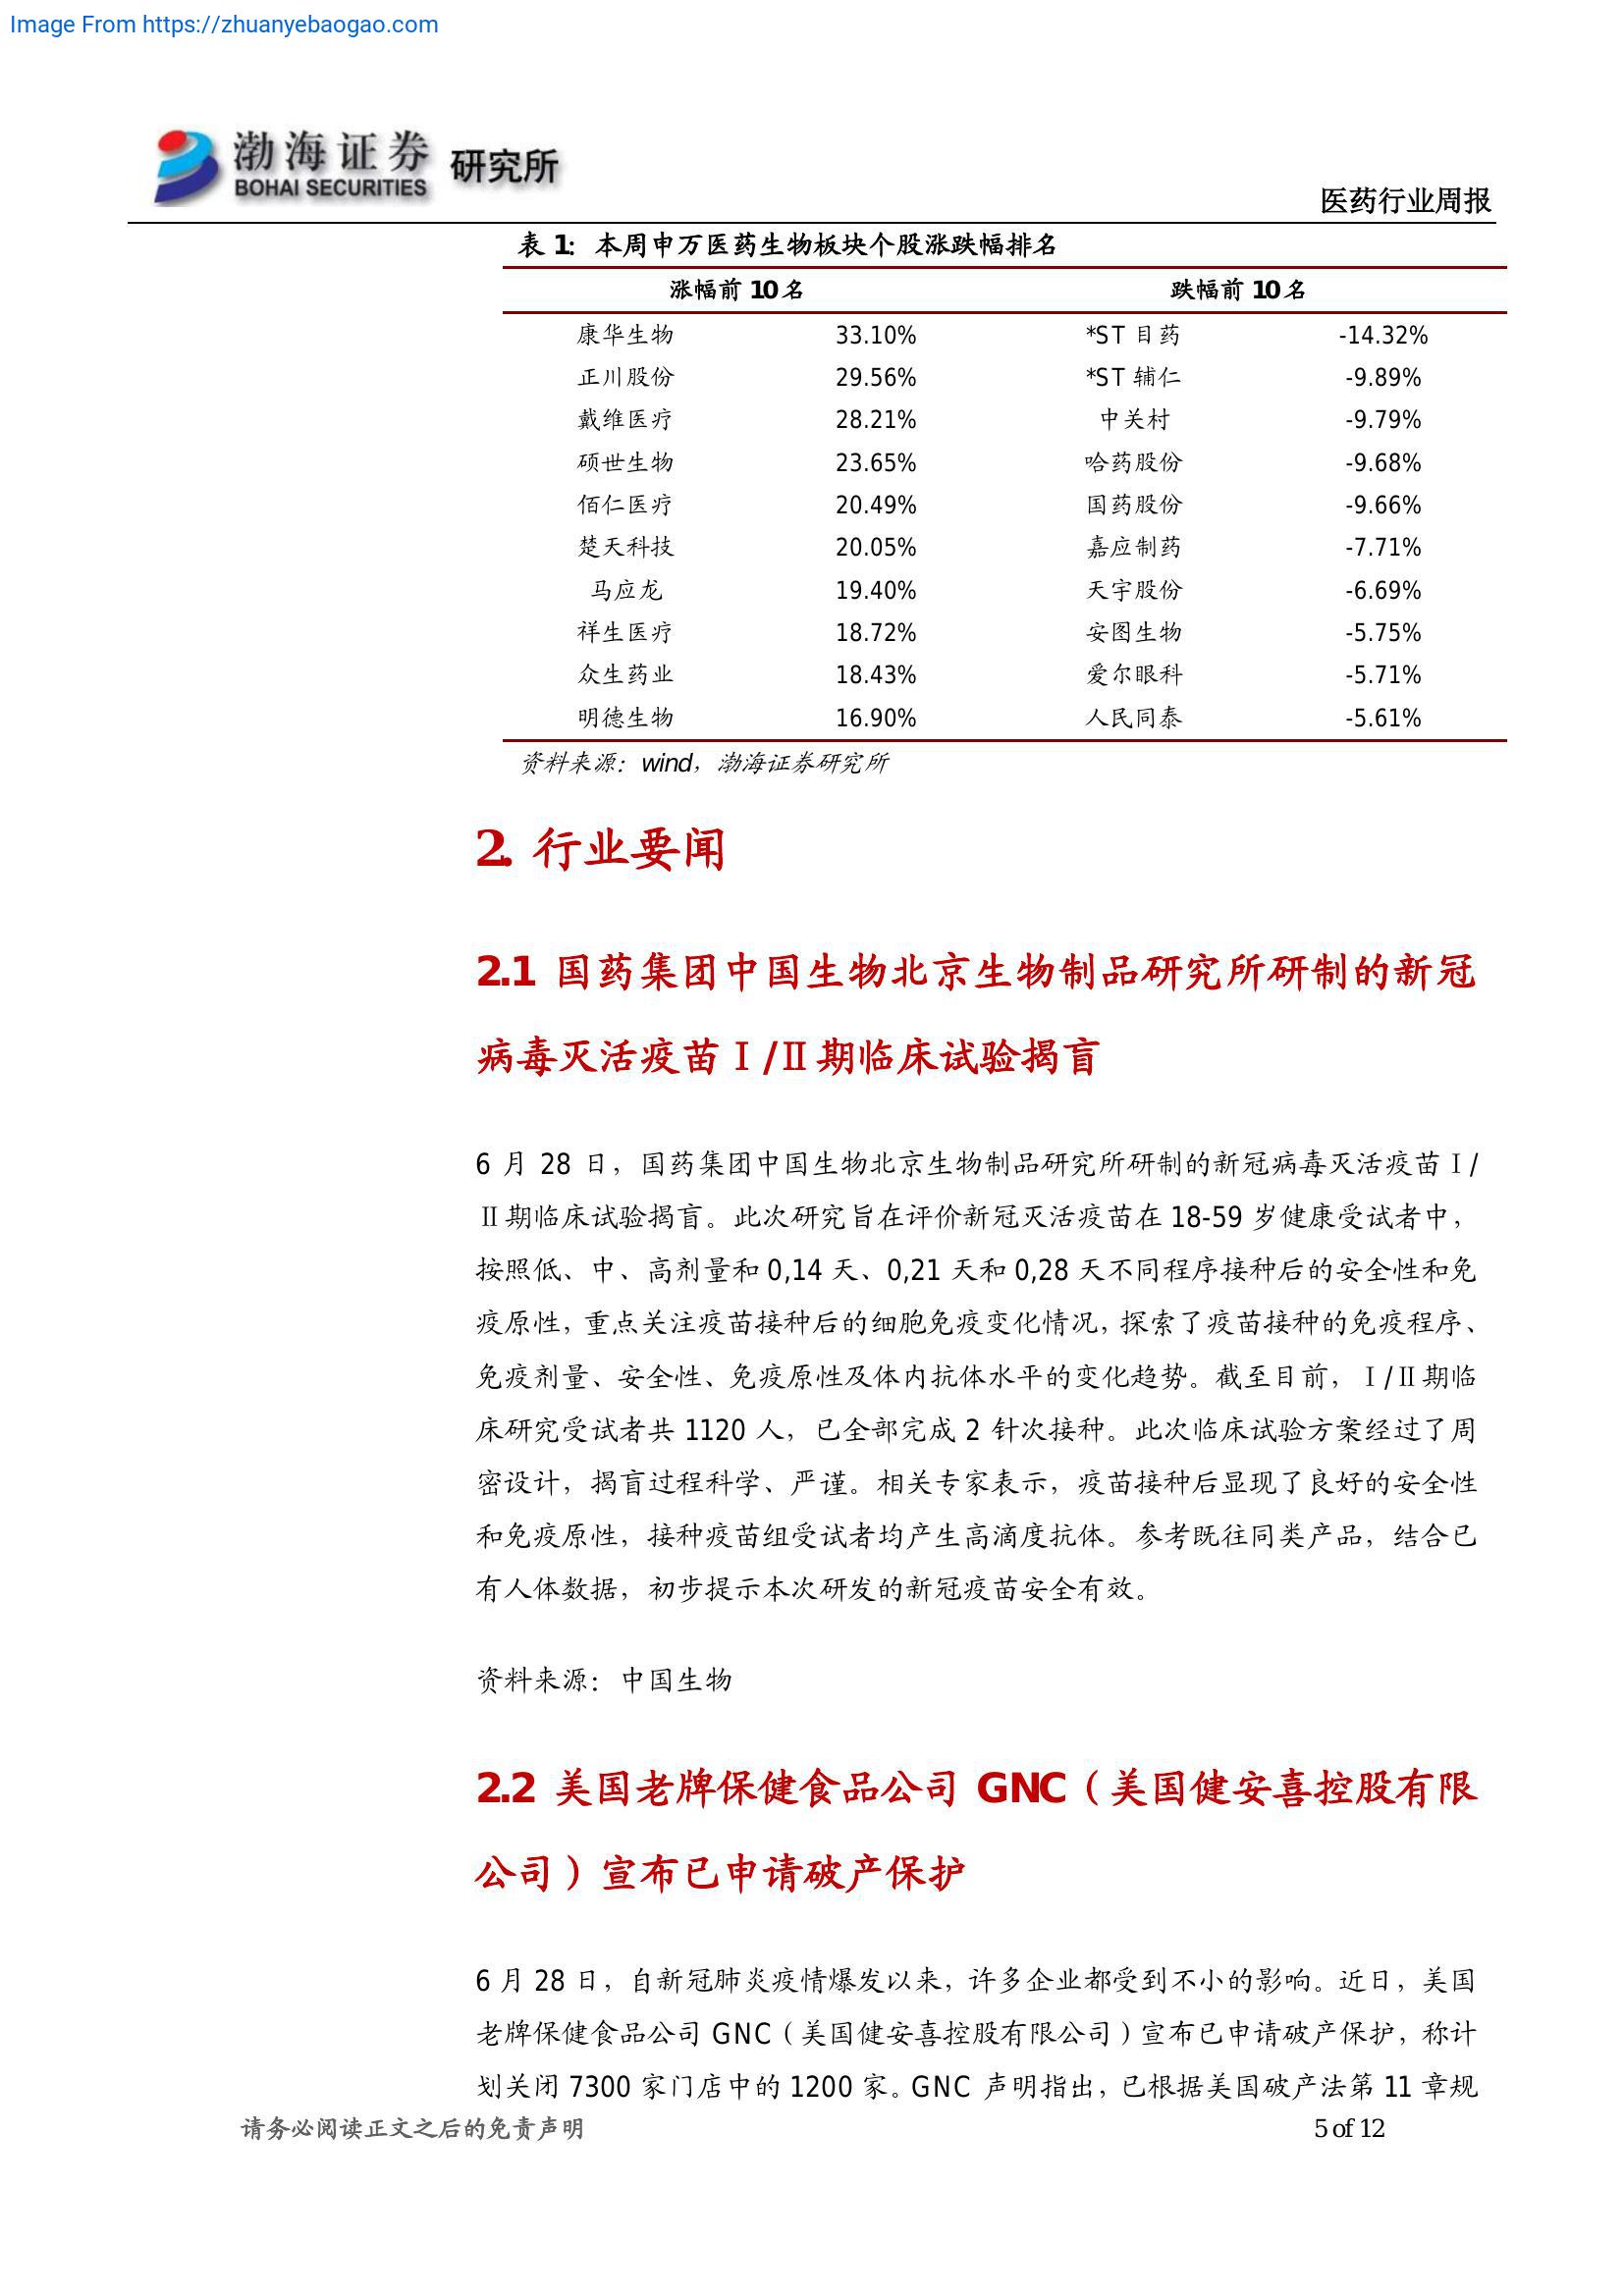 Image From https://zhuanyebaogao.com
渤海证券 研究所
BOHAI SECURITIES
医药行业周报
表 1: 本周申万医药生物板块个股涨跌幅排名
涨幅前 10 名 跌幅前 10 名
康华生物 33.10% *ST 目药 -14.32%
正川股份 29.56% *ST 辅仁 -9.89%
戴维医疗 28.21% 中关村 -9.79%
硕世生物 23.65% 哈药股份 -9.68%
佰仁医疗 20.49% 国药股份 -9.66%
楚天科技 20.05% 嘉应制药 -7.71%
马应龙 19.40% 天宇股份 -6.69%
祥生医疗 18.72% 安图生物 -5.75%
众生药业 18.43% 爱尔眼科 -5.71%
明德生物 16.90% 人民同泰 -5.61%
资料来源：wind，渤海证券研究所
2. 行业要闻
2.1 国药集团中国生物北京生物制品研究所研制的新冠
病毒灭活疫苗Ⅰ/Ⅱ期临床试验揭盲
6 月 28 日，国药集团中国生物北京生物制品研究所研制的新冠病毒灭活疫苗Ⅰ/
Ⅱ期临床试验揭盲。此次研究旨在评价新冠灭活疫苗在 18-59 岁健康受试者中，
按照低、中、高剂量和 0,14 天、0,21 天和 0,28 天不同程序接种后的安全性和免
疫原性，重点关注疫苗接种后的细胞免疫变化情况，探索了疫苗接种的免疫程序、
免疫剂量、安全性、免疫原性及体内抗体水平的变化趋势。截至目前，Ⅰ/Ⅱ期临
床研究受试者共 1120 人，已全部完成 2 针次接种。此次临床试验方案经过了周
密设计，揭盲过程科学、严谨。相关专家表示，疫苗接种后显现了良好的安全性
和免疫原性，接种疫苗组受试者均产生高滴度抗体。参考既往同类产品，结合已
有人体数据，初步提示本次研发的新冠疫苗安全有效。
资料来源：中国生物
2.2 美国老牌保健食品公司 GNC（美国健安喜控股有限
公司）宣布已申请破产保护
6 月 28 日，自新冠肺炎疫情爆发以来，许多企业都受到不小的影响。近日，美国
老牌保健食品公司 GNC（美国健安喜控股有限公司）宣布已申请破产保护，称计
划关闭 7300 家门店中的 1200 家。GNC 声明指出，已根据美国破产法第 11 章规
请务必阅读正文之后的免责声明 5 of 12